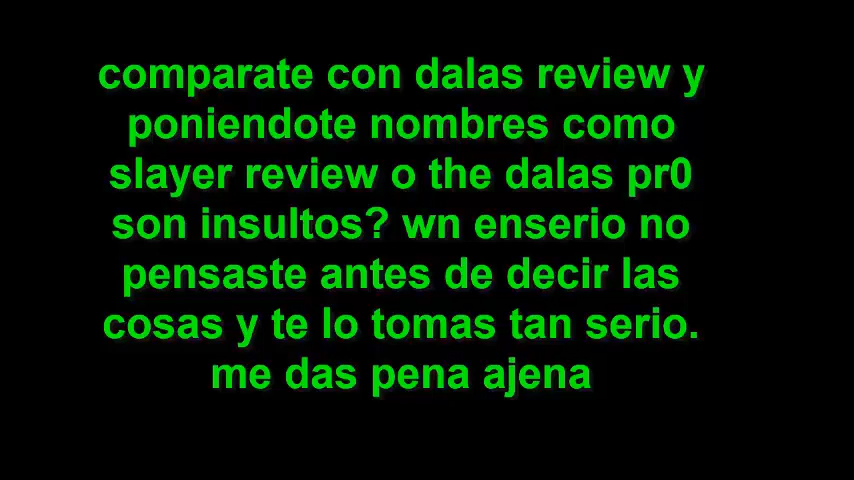 comparate con dalas review y
poniendote nombres como
slayer review o the dalas pr0
son insultos? wn enserio no
pensaste antes de decir las
cosas y te lo tomas tan serio.
me das pena ajena